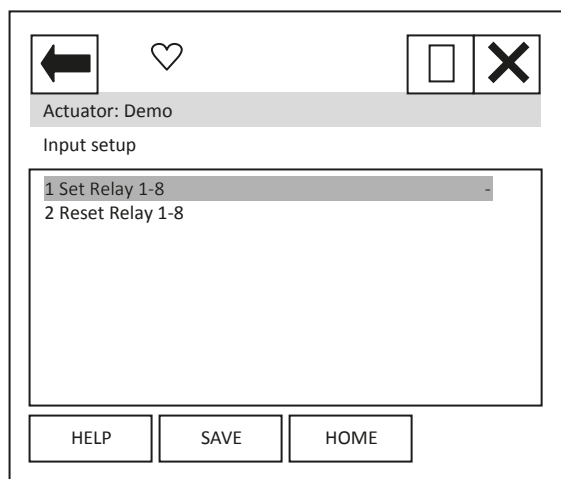 Actuator: Demo
Input setup
1 Set Relay 1-8 -
2 Reset Relay 1-8
HELP SAVE HOME